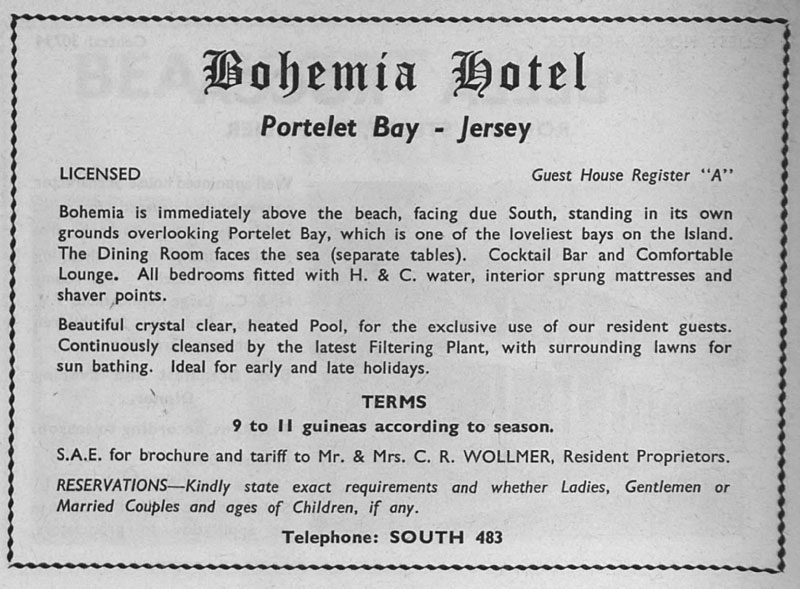 Bohemia Hotel
Portelet Bay - Jersey
LICENSED Guest House Register "A"
Bohemia is immediately above the beach, facing due South, standing in its own
grounds overlooking Portelet Bay, which is one of the loveliest bays on the Island.
The Dining Room faces the sea (separate tables). Cocktail Bar and Comfortable
Lounge. All bedrooms fitted with H. & C. water, interior sprung mattresses and
shaver points.
Beautiful crystal clear, heated Pool, for the exclusive use of our resident guests.
Continuously cleansed by the latest Filtering Plant, with surrounding lawns for
sun bathing. Ideal for early and late holidays.
TERMS
9 to 11 guineas according to season.
S.A.E. for brochure and tariff to Mr. & Mrs. C. R. WOLLMER, Resident Proprietors.
RESERVATIONS—Kindly state exact requirements and whether Ladies, Gentlemen or
Married Couples and ages of Children, if any.
Telephone: SOUTH 483